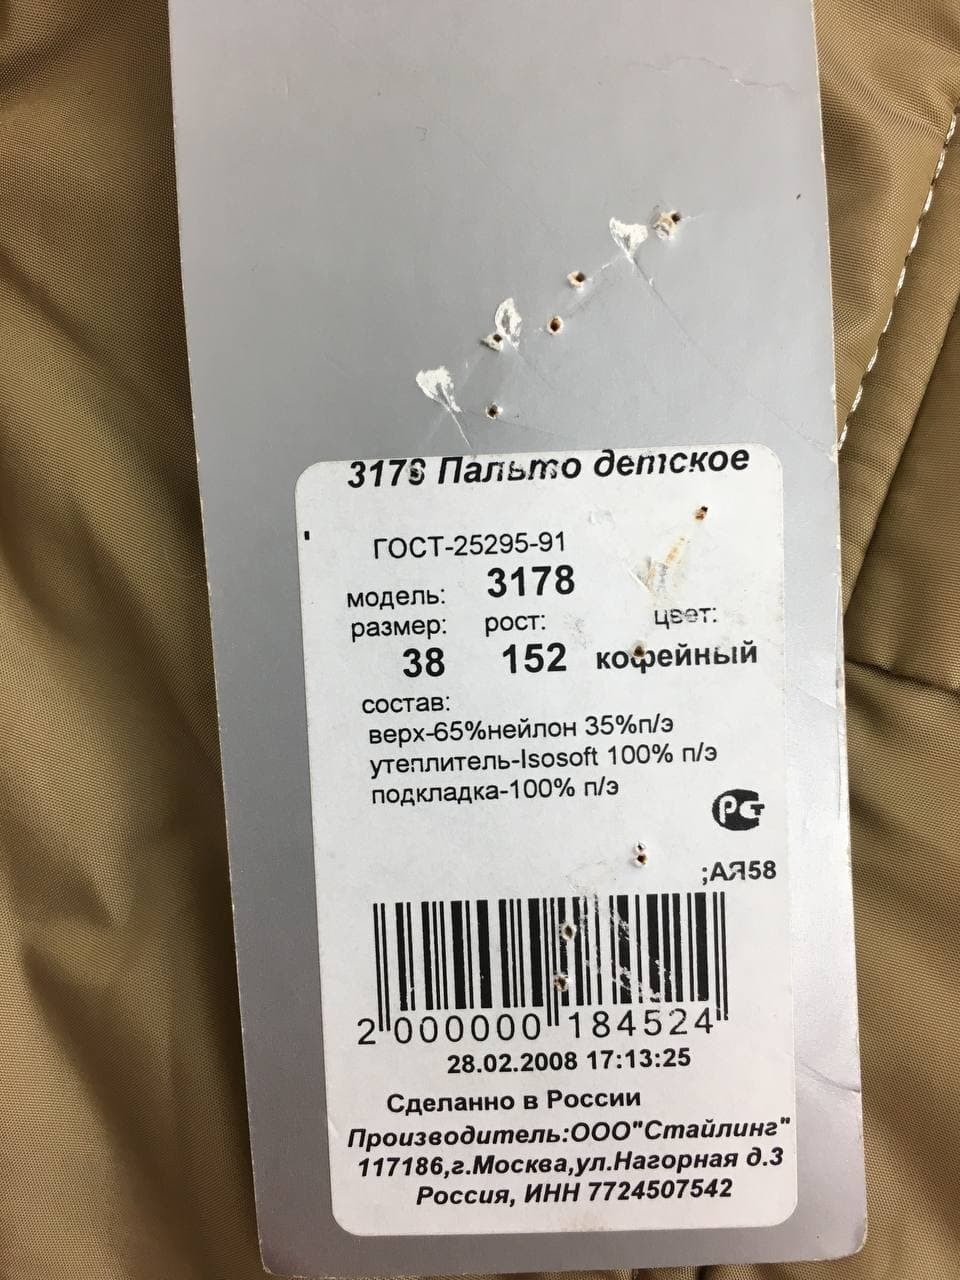 3178 Пальто детское
ГОСТ-25295-91
модель: 3178
размер: рост: цвет:
38 152 кофейный
состав:
верх-65%нейлон 35%п/э
утеплитель-Isosoft 100% п/э
подкладка-100% п/э
РСТ
;АЯ58
2 000000 184524
28.02.2008 17:13:25
Сделанно в России
Производитель:ООО"Стайлинг"
117186,г.Москва,ул.Нагорная д.3
Россия, ИНН 7724507542